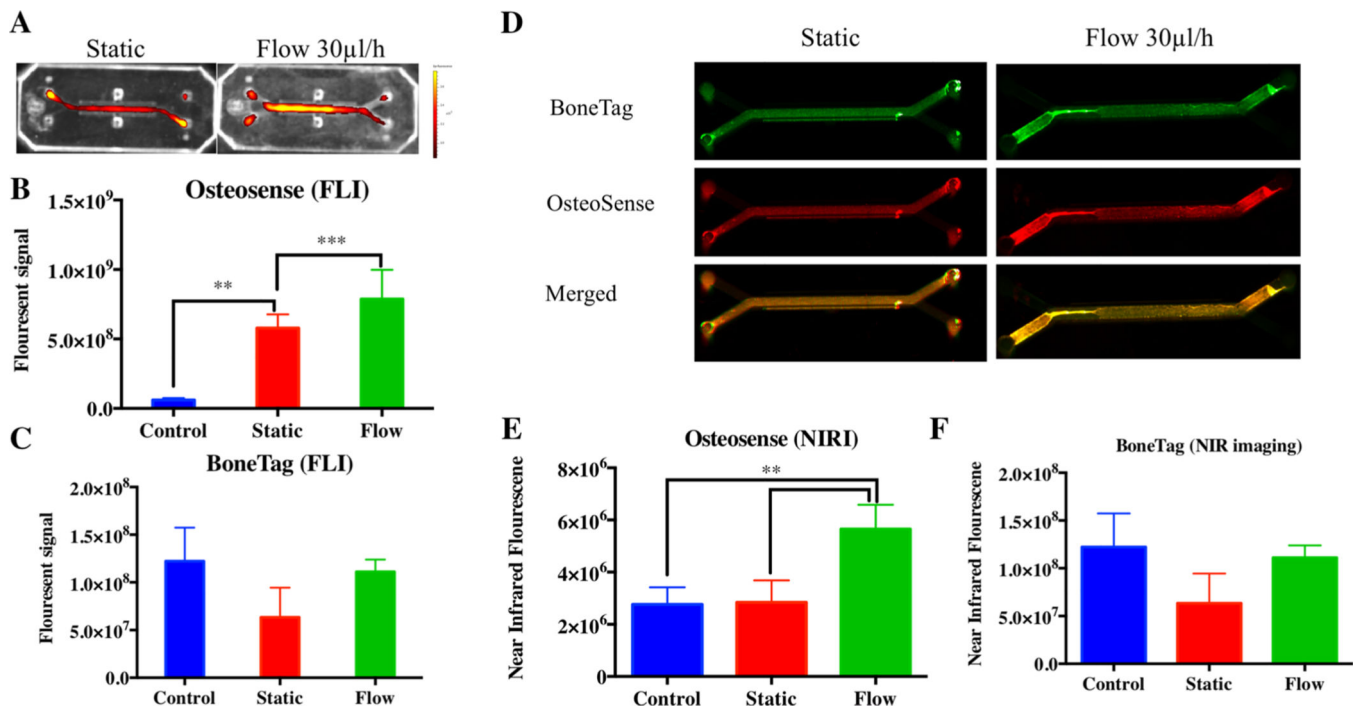 A
Static
Flow 30µl/h
B
Osteosense (FLI)
Flouresent signal
1.5×10⁹
1.0×10⁹
5.0×10⁸
0.0
**
***
Control
Static
Flow
C
BoneTag (FLI)
Flouresent signal
2.0×10⁸
1.5×10⁸
1.0×10⁸
5.0×10⁷
0.0
Control
Static
Flow
D
Static
Flow 30µl/h
BoneTag
OsteoSense
Merged
E
Osteosense (NIRI)
Near Infrared Flourescene
8×10⁶
6×10⁶
4×10⁶
2×10⁶
0
**
Control
Static
Flow
F
BoneTag (NIR imaging)
Near Infrared Flourescene
2.0×10⁸
1.5×10⁸
1.0×10⁸
5.0×10⁷
0.0
Control
Static
Flow